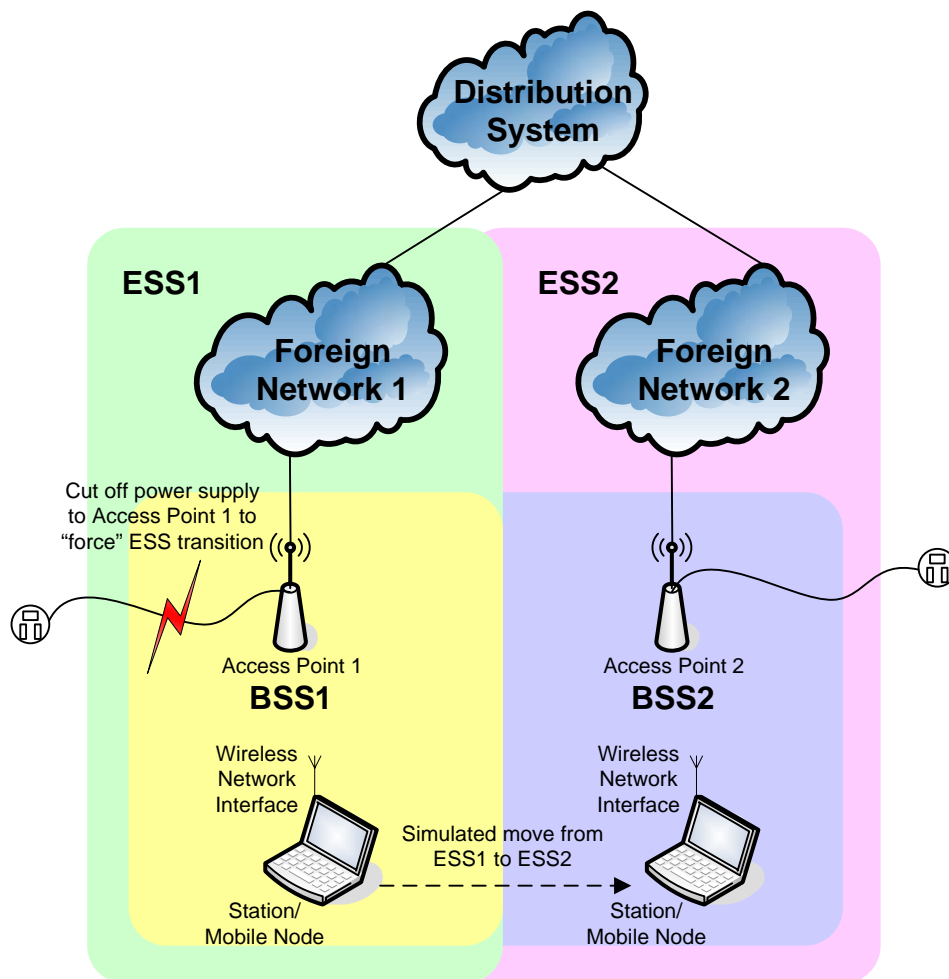 Distribution
System
ESS1
ESS2
Foreign
Network 1
Foreign
Network 2
Cut off power supply
to Access Point 1 to
“force” ESS transition
Access Point 1
Access Point 2
BSS1
BSS2
Wireless
Network
Interface
Wireless
Network
Interface
Simulated move from
ESS1 to ESS2
Station/
Mobile Node
Station/
Mobile Node